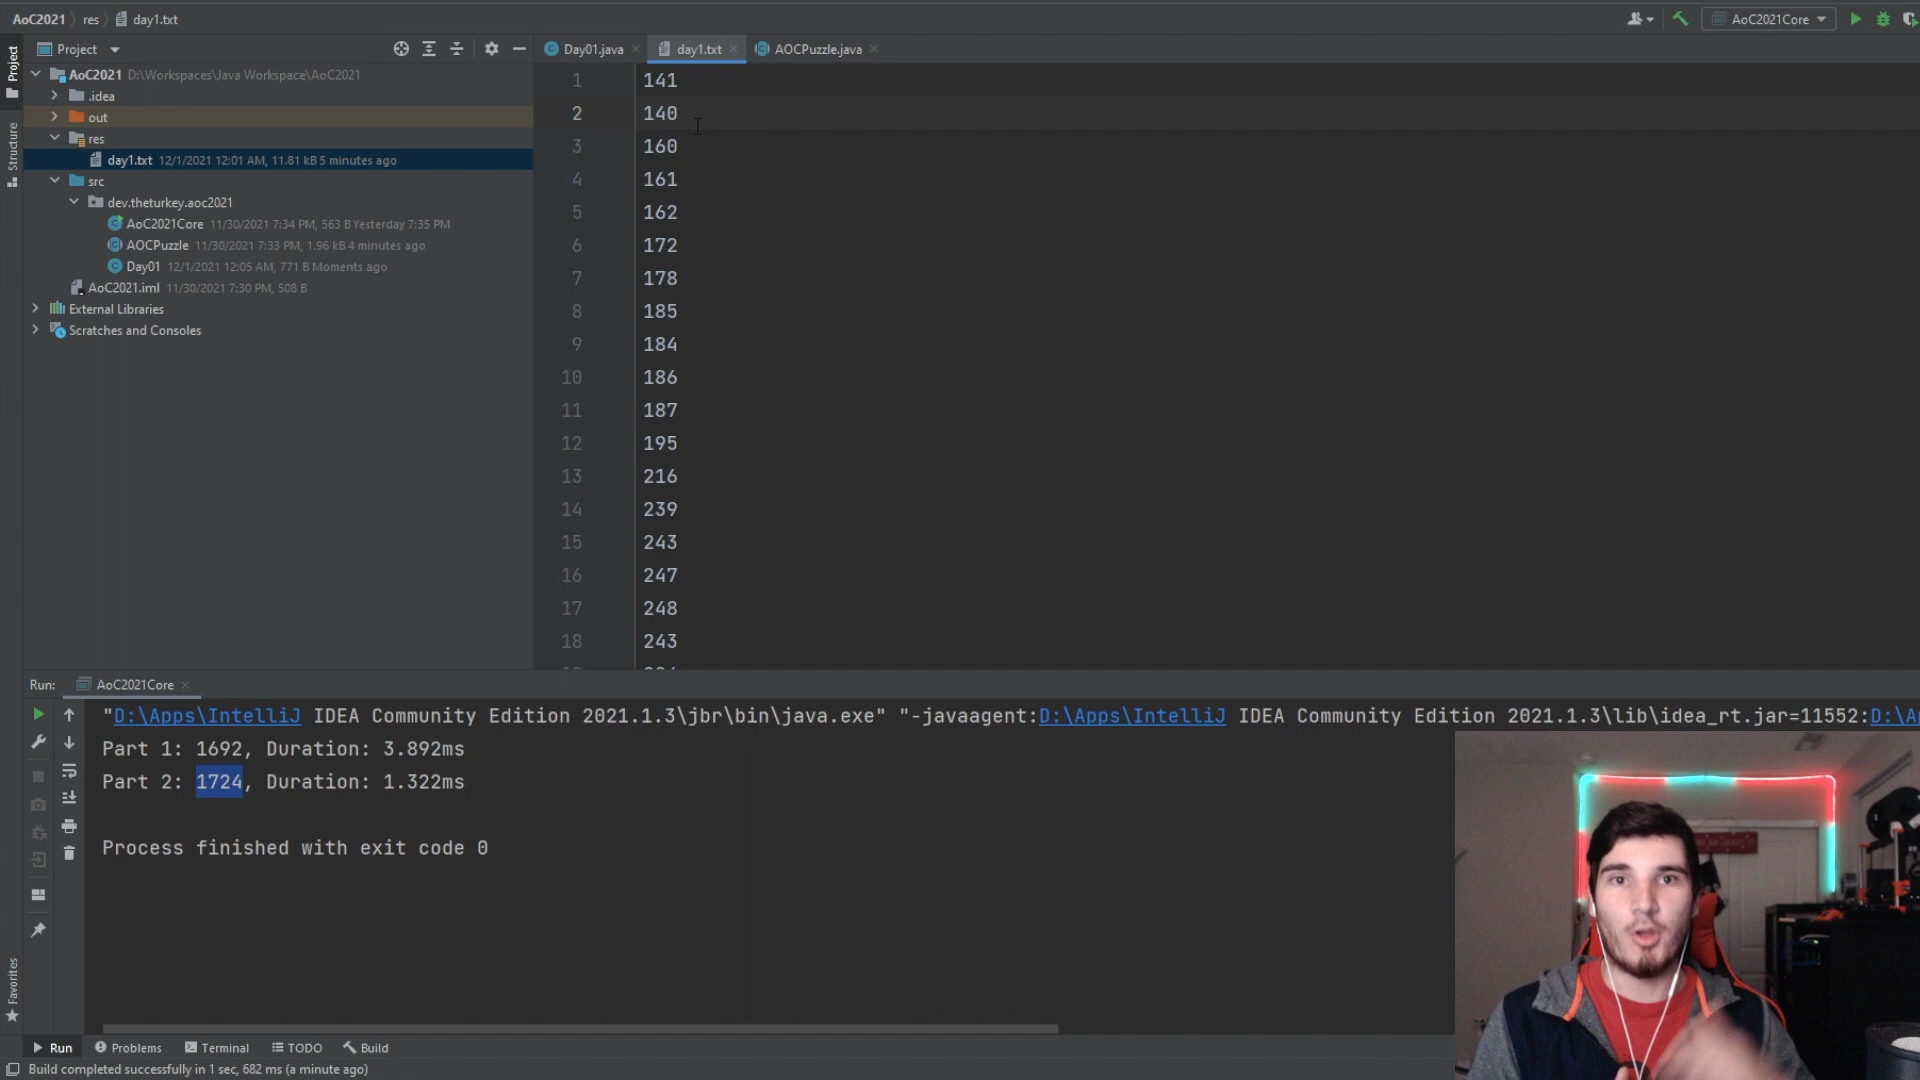 AoC2021 res day1.txt
AoC2021Core
Project
Day01.java
day1.txt
AOCPuzzle.java
Project
Structure
Favorites
AoC2021 D:\Workspaces\Java Workspace\AoC2021
.idea
out
res
day1.txt 12/1/2021 12:01 AM, 11.81 kB 5 minutes ago
src
dev.theturkey.aoc2021
AoC2021Core 11/30/2021 7:34 PM, 563 B Yesterday 7:35 PM
AOCPuzzle 11/30/2021 7:33 PM, 1.96 kB 4 minutes ago
Day01 12/1/2021 12:05 AM, 771 B Moments ago
AoC2021.iml 11/30/2021 7:30 PM, 508 B
External Libraries
Scratches and Consoles
1 141
2 140
3 160
4 161
5 162
6 172
7 178
8 185
9 184
10 186
11 187
12 195
13 216
14 239
15 243
16 247
17 248
18 243
Run: AoC2021Core
"D:\Apps\IntelliJ IDEA Community Edition 2021.1.3\jbr\bin\java.exe" "-javaagent:D:\Apps\IntelliJ IDEA Community Edition 2021.1.3\lib\idea_rt.jar=11552:D:\A
Part 1: 1692, Duration: 3.892ms
Part 2: 1724, Duration: 1.322ms
Process finished with exit code 0
Run Problems Terminal TODO Build
Build completed successfully in 1 sec, 682 ms (a minute ago)